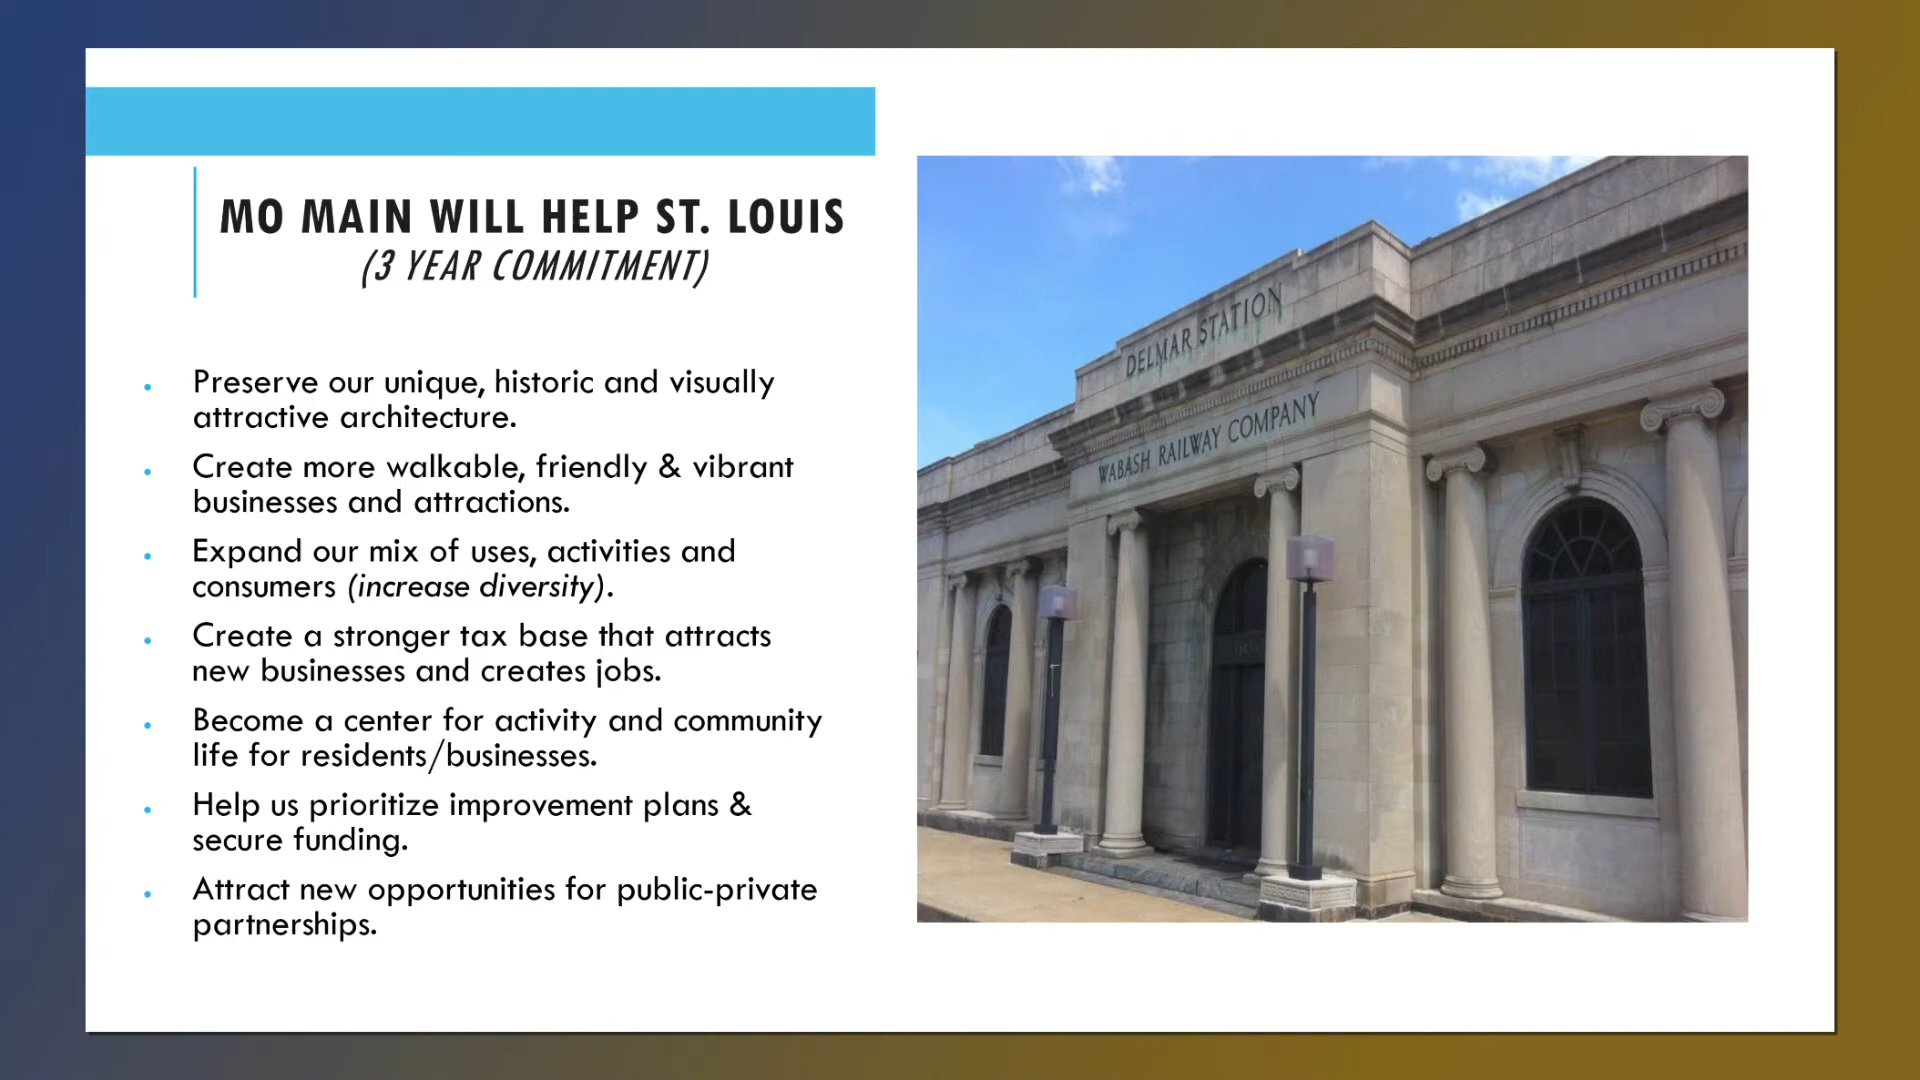 MO MAIN WILL HELP ST. LOUIS
(3 YEAR COMMITMENT)
• Preserve our unique, historic and visually
attractive architecture.
• Create more walkable, friendly & vibrant
businesses and attractions.
• Expand our mix of uses, activities and
consumers (increase diversity).
• Create a stronger tax base that attracts
new businesses and creates jobs.
• Become a center for activity and community
life for residents/businesses.
• Help us prioritize improvement plans &
secure funding.
• Attract new opportunities for public-private
partnerships.
DELMAR STATION
WABASH RAILWAY COMPANY